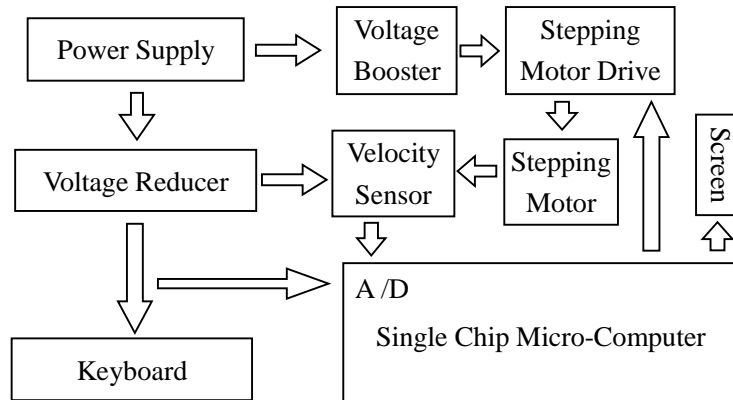 Power Supply
Voltage
Booster
Stepping
Motor Drive
Voltage Reducer
Velocity
Sensor
Stepping
Motor
Screen
A /D
Single Chip Micro-Computer
Keyboard